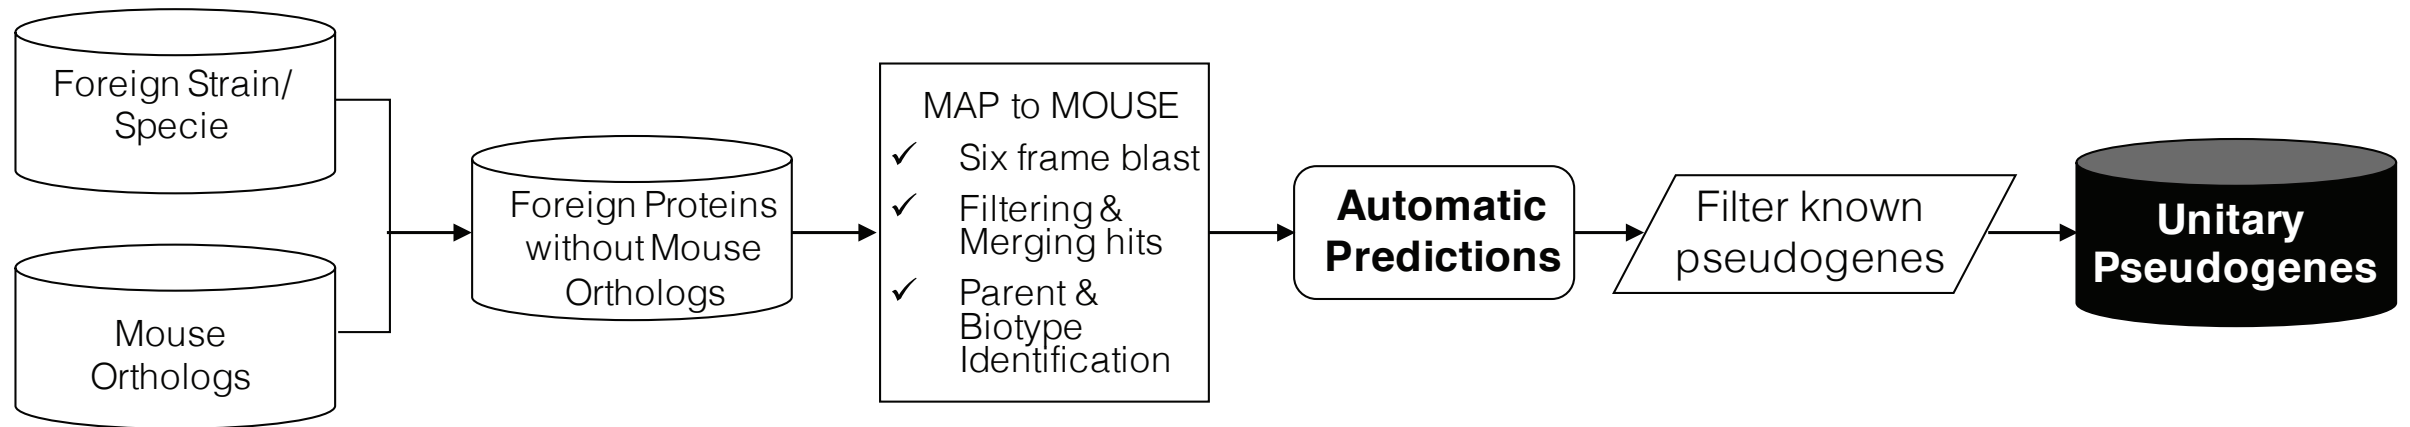 Foreign Strain/
Specie
Mouse
Orthologs
Foreign Proteins
without Mouse
Orthologs
MAP to MOUSE
✓ Six frame blast
✓ Filtering &
Merging hits
✓ Parent &
Biotype
Identification
Automatic
Predictions
Filter known
pseudogenes
Unitary
Pseudogenes